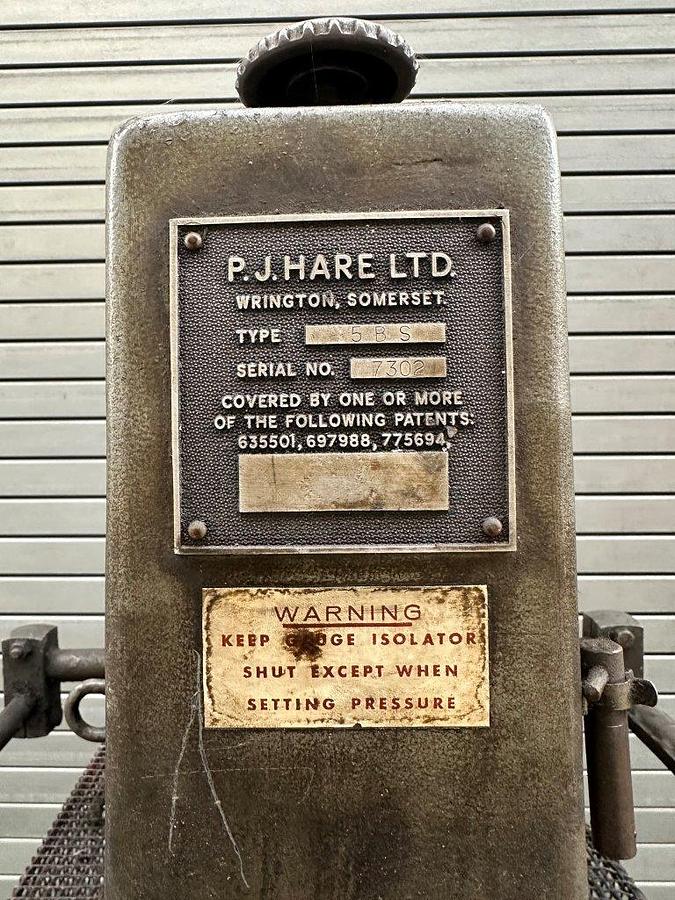 P.J.HARE LTD.
WRINGTON, SOMERSET.
TYPE 5BS
SERIAL NO. 7302
COVERED BY ONE OR MORE
OF THE FOLLOWING PATENTS:
635501, 697988, 775694,
WARNING
KEEP GAUGE ISOLATOR
SHUT EXCEPT WHEN
SETTING PRESSURE